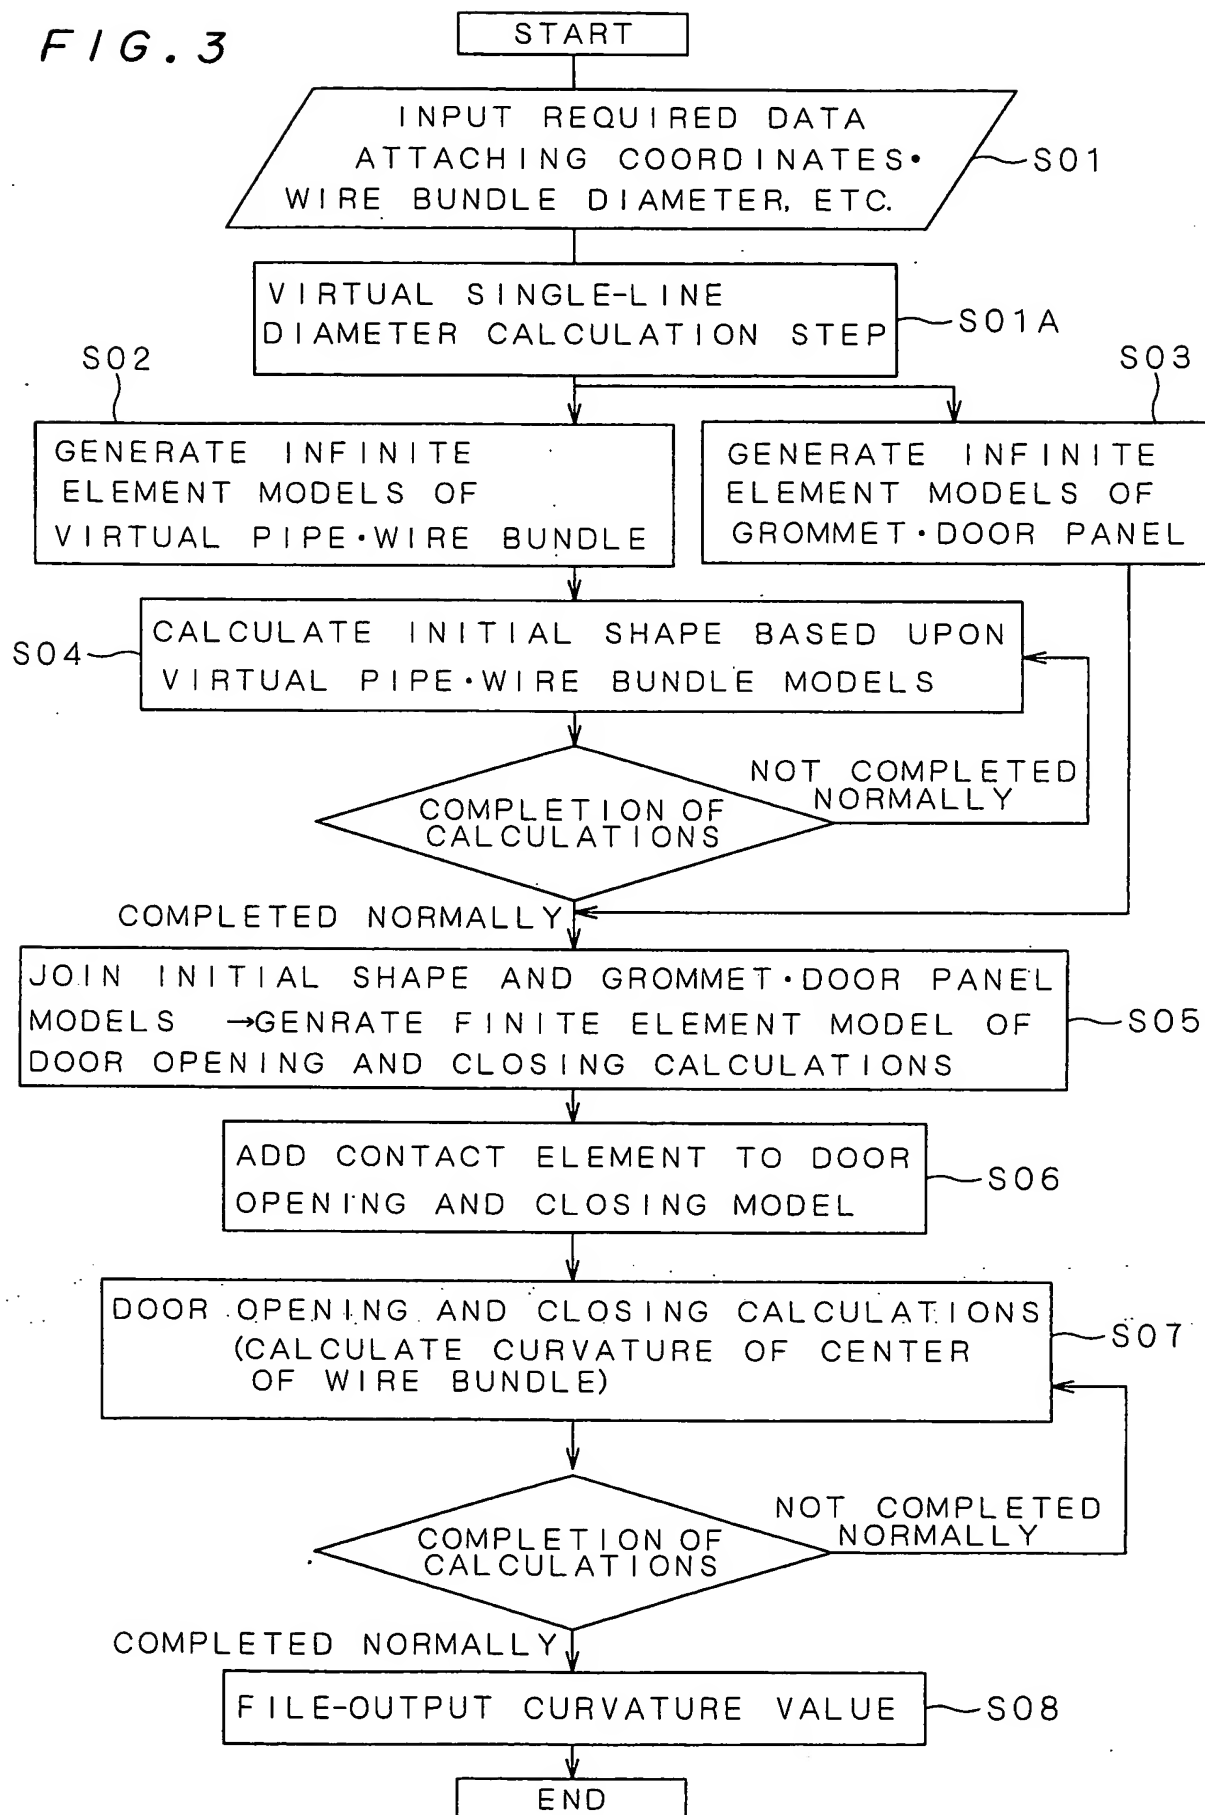 FIG. 3
START
INPUT REQUIRED DATA
ATTACHING COORDINATES・
WIRE BUNDLE DIAMETER, ETC.
S01
VIRTUAL SINGLE-LINE
DIAMETER CALCULATION STEP
S01A
S02
S03
GENERATE INFINITE
ELEMENT MODELS OF
VIRTUAL PIPE・WIRE BUNDLE
GENERATE INFINITE
ELEMENT MODELS OF
GROMMET・DOOR PANEL
S04
CALCULATE INITIAL SHAPE BASED UPON
VIRTUAL PIPE・WIRE BUNDLE MODELS
NOT COMPLETED
NORMALLY
COMPLETION OF
CALCULATIONS
COMPLETED NORMALLY
JOIN INITIAL SHAPE AND GROMMET・DOOR PANEL
MODELS →GENRATE FINITE ELEMENT MODEL OF
DOOR OPENING AND CLOSING CALCULATIONS
S05
ADD CONTACT ELEMENT TO DOOR
OPENING AND CLOSING MODEL
S06
DOOR OPENING AND CLOSING CALCULATIONS
(CALCULATE CURVATURE OF CENTER
OF WIRE BUNDLE)
S07
NOT COMPLETED
NORMALLY
COMPLETION OF
CALCULATIONS
COMPLETED NORMALLY
FILE-OUTPUT CURVATURE VALUE
S08
END